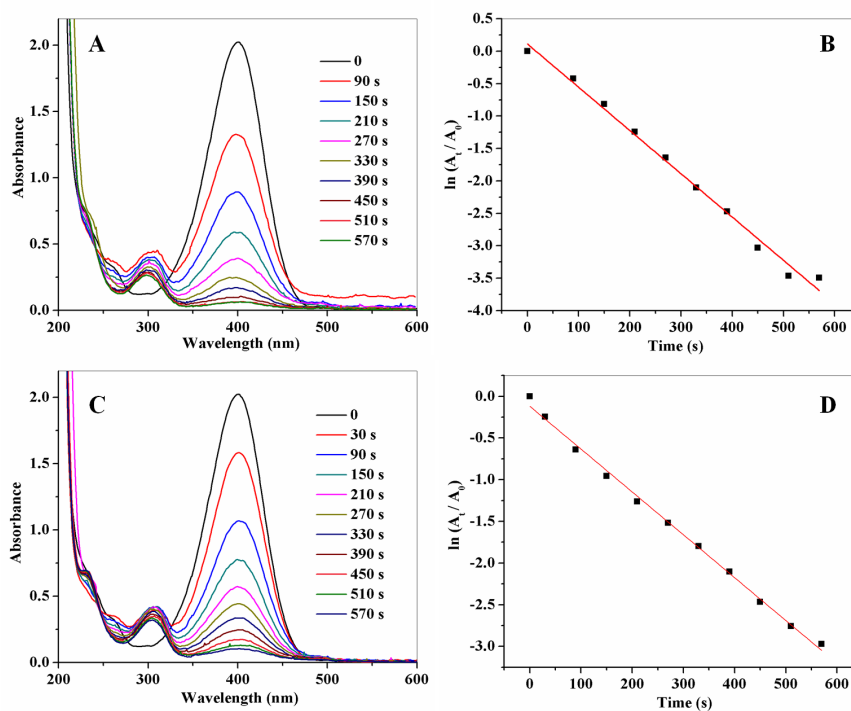 A
0
90 s
150 s
210 s
270 s
330 s
390 s
450 s
510 s
570 s
2.0
1.5
1.0
0.5
0.0
Absorbance
200 300 400 500 600
Wavelength (nm)
B
0.0
-0.5
-1.0
-1.5
-2.0
-2.5
-3.0
-3.5
-4.0
ln (At / A0)
0 100 200 300 400 500 600
Time (s)
C
0
30 s
90 s
150 s
210 s
270 s
330 s
390 s
450 s
510 s
570 s
2.0
1.5
1.0
0.5
0.0
Absorbance
200 300 400 500 600
Wavelength (nm)
D
0.0
-0.5
-1.0
-1.5
-2.0
-2.5
-3.0
ln (At / A0)
0 100 200 300 400 500 600
Time (s)